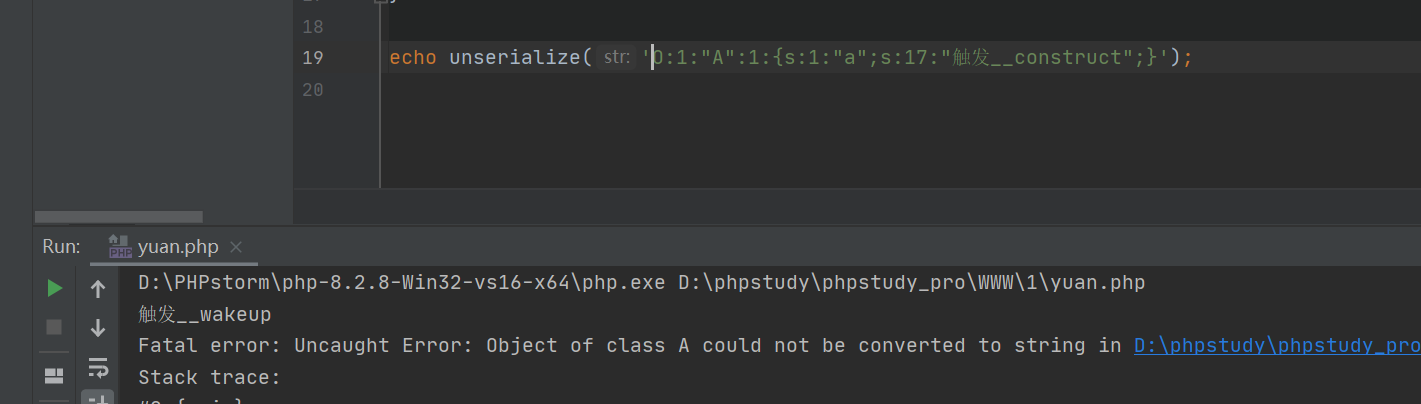 18
19 echo unserialize( str: 'O:1:"A":1:{s:1:"a";s:17:"触发__construct";}');
20
Run: yuan.php ×
D:\PHPstorm\php-8.2.8-Win32-vs16-x64\php.exe D:\phpstudy\phpstudy_pro\WWW\1\yuan.php
触发__wakeup
Fatal error: Uncaught Error: Object of class A could not be converted to string in D:\phpstudy\phpstudy_pro
Stack trace: